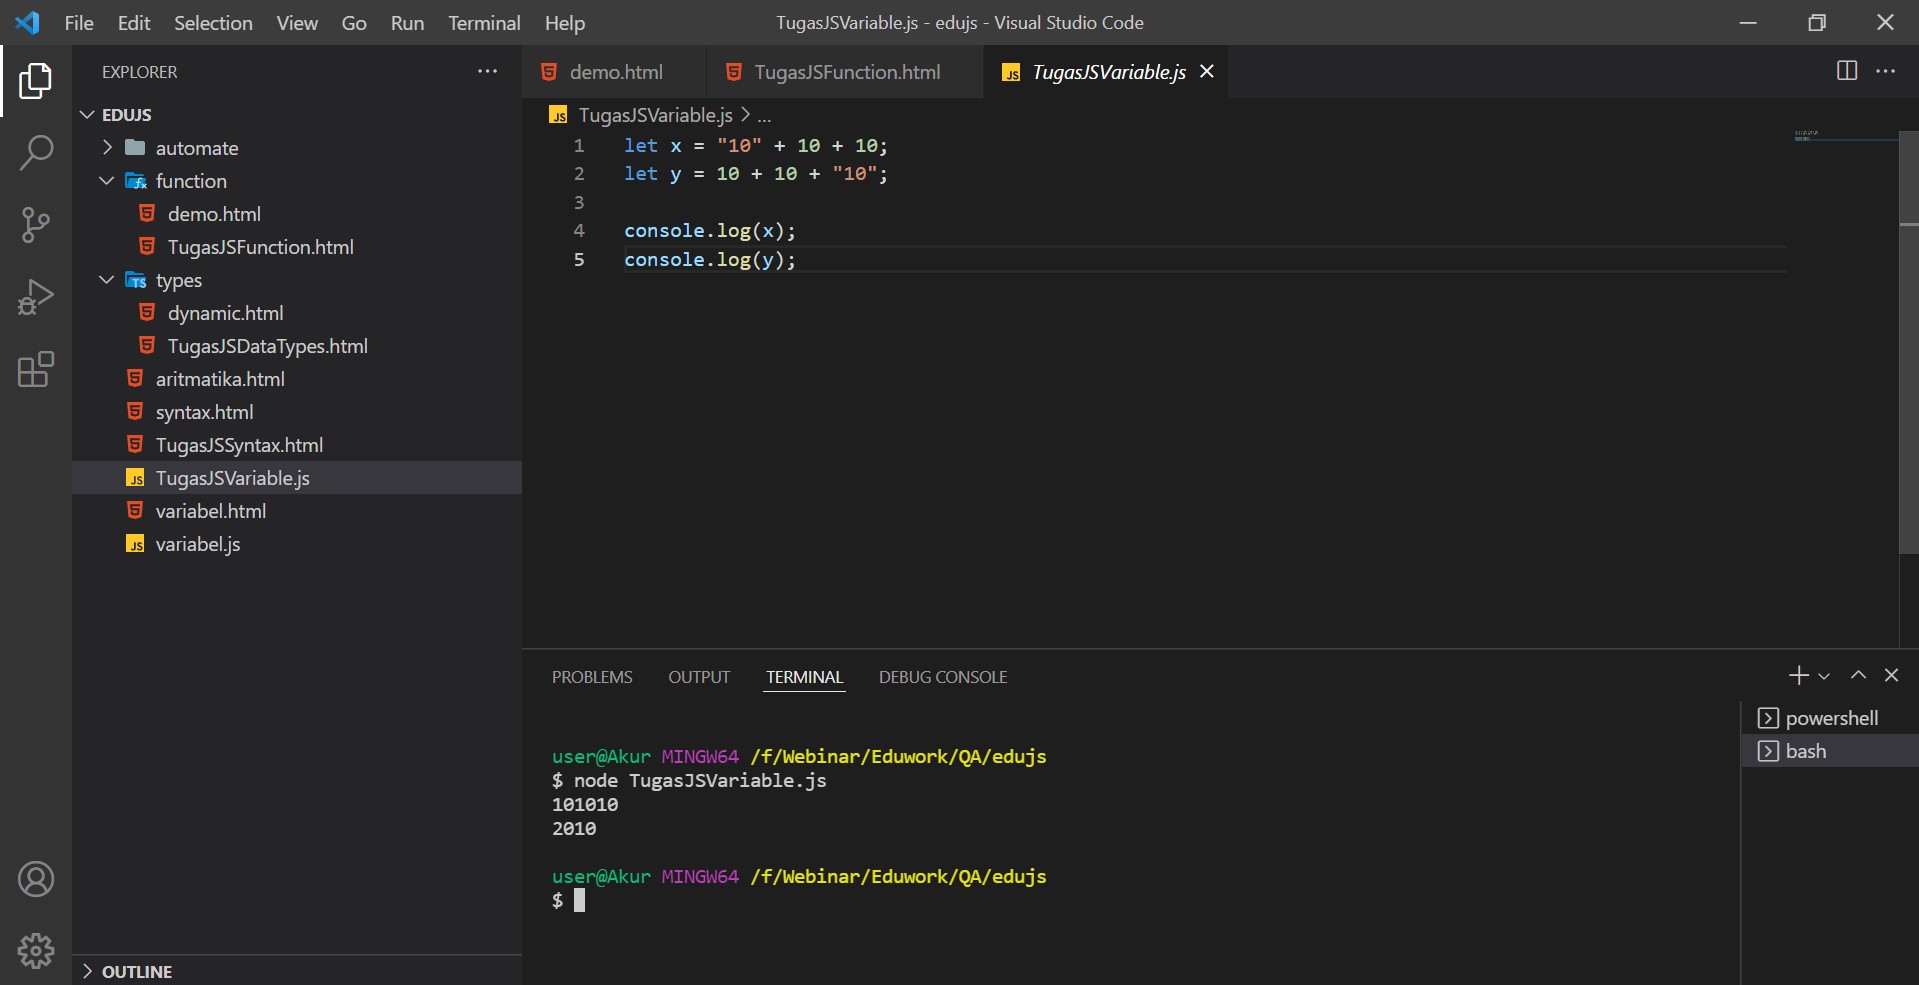 File Edit Selection View Go Run Terminal Help
TugasJSVariable.js - edujs - Visual Studio Code
EXPLORER
EDUJS
automate
function
demo.html
TugasJSFunction.html
types
dynamic.html
TugasJSDataTypes.html
aritmatika.html
syntax.html
TugasJSSyntax.html
TugasJSVariable.js
variabel.html
variabel.js
OUTLINE
demo.html
TugasJSFunction.html
TugasJSVariable.js
TugasJSVariable.js > ...
1 let x = "10" + 10 + 10;
2 let y = 10 + 10 + "10";
3
4 console.log(x);
5 console.log(y);
PROBLEMS OUTPUT TERMINAL DEBUG CONSOLE
user@Akur MINGW64 /f/Webinar/Eduwork/QA/edujs
$ node TugasJSVariable.js
101010
2010
user@Akur MINGW64 /f/Webinar/Eduwork/QA/edujs
$
powershell
bash